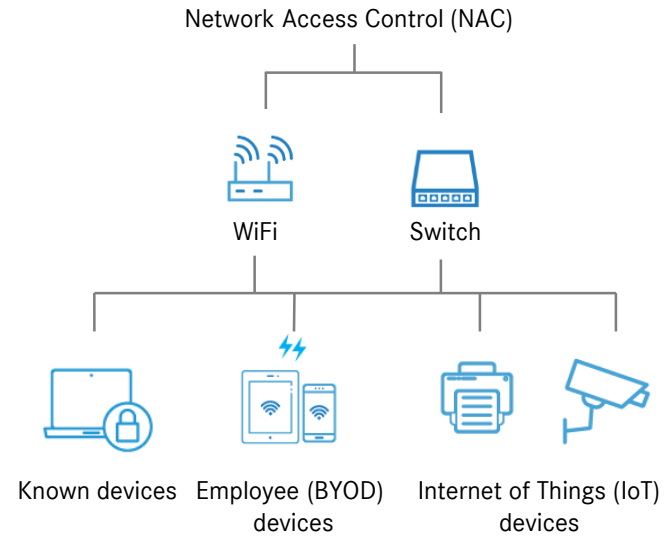 Network Access Control (NAC)
WiFi
Switch
Known devices
Employee (BYOD)
devices
Internet of Things (IoT)
devices